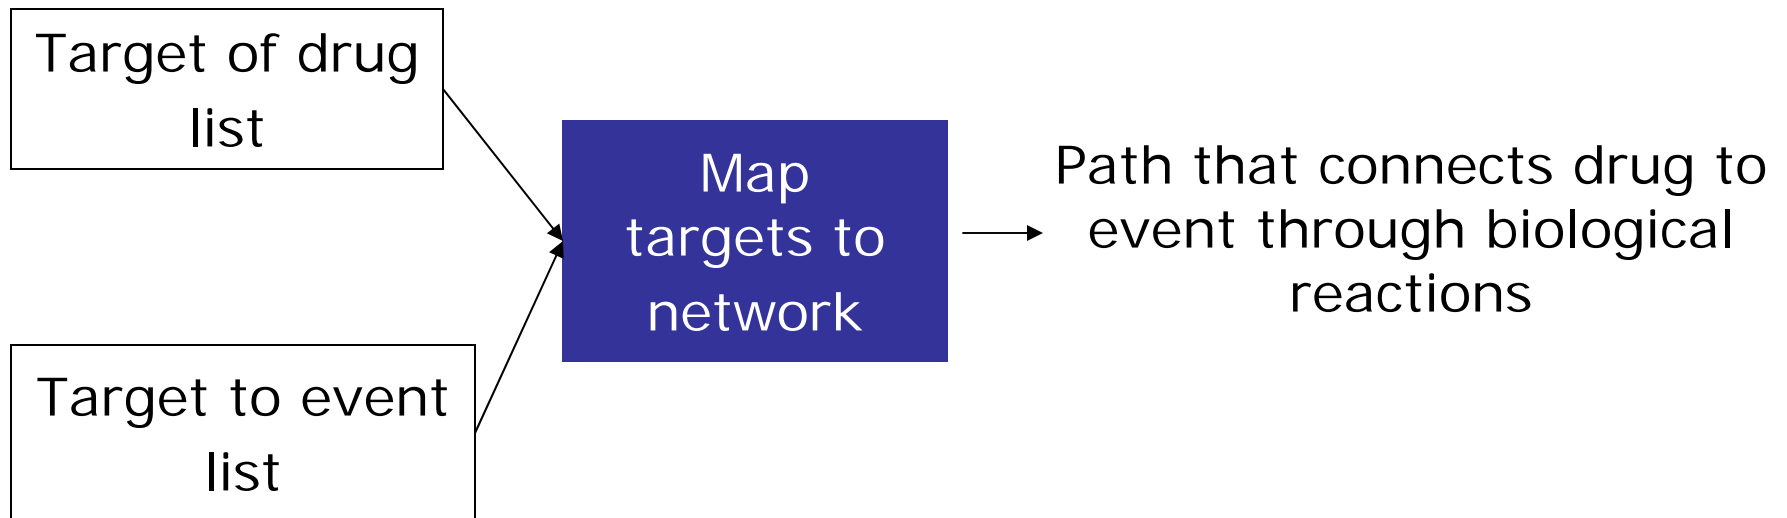 Target of drug
list
Target to event
list
Map
targets to
network
Path that connects drug to
event through biological
reactions